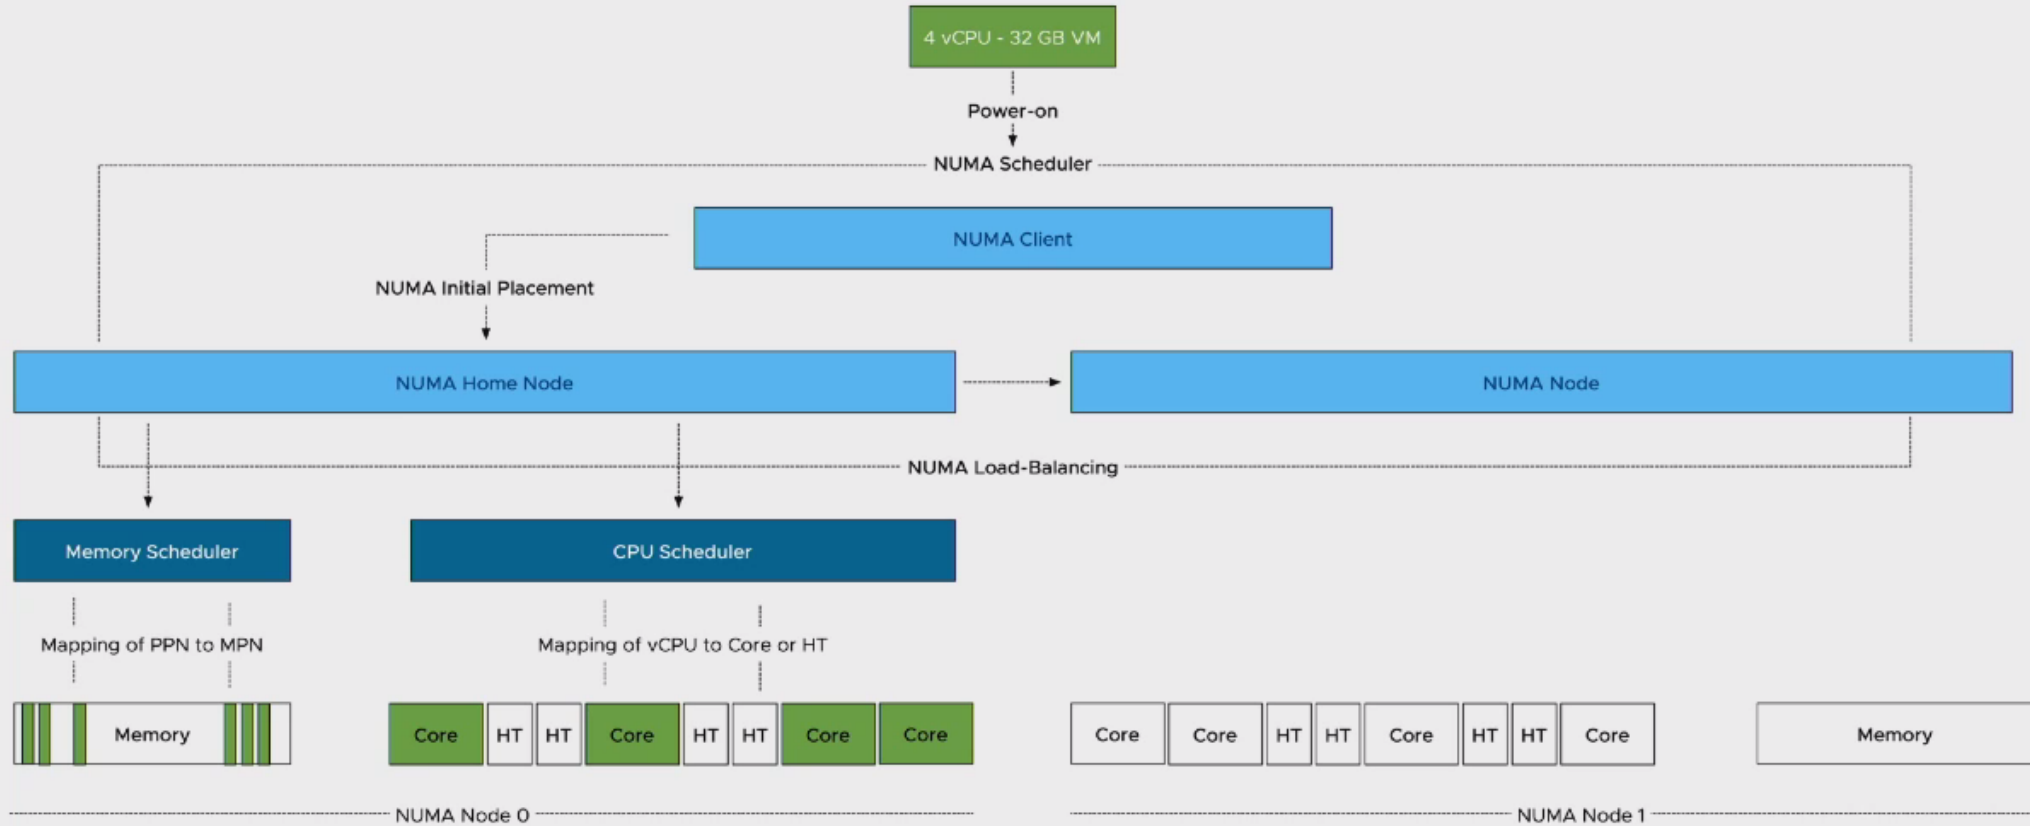 4 vCPU - 32 GB VM
Power-on
NUMA Scheduler
NUMA Client
NUMA Initial Placement
NUMA Home Node
NUMA Node
NUMA Load-Balancing
Memory Scheduler
CPU Scheduler
Mapping of PPN to MPN
Mapping of vCPU to Core or HT
Memory
Core
HT
HT
Core
HT
HT
Core
Core
Core
Core
HT
HT
Core
HT
HT
Core
Memory
NUMA Node 0
NUMA Node 1